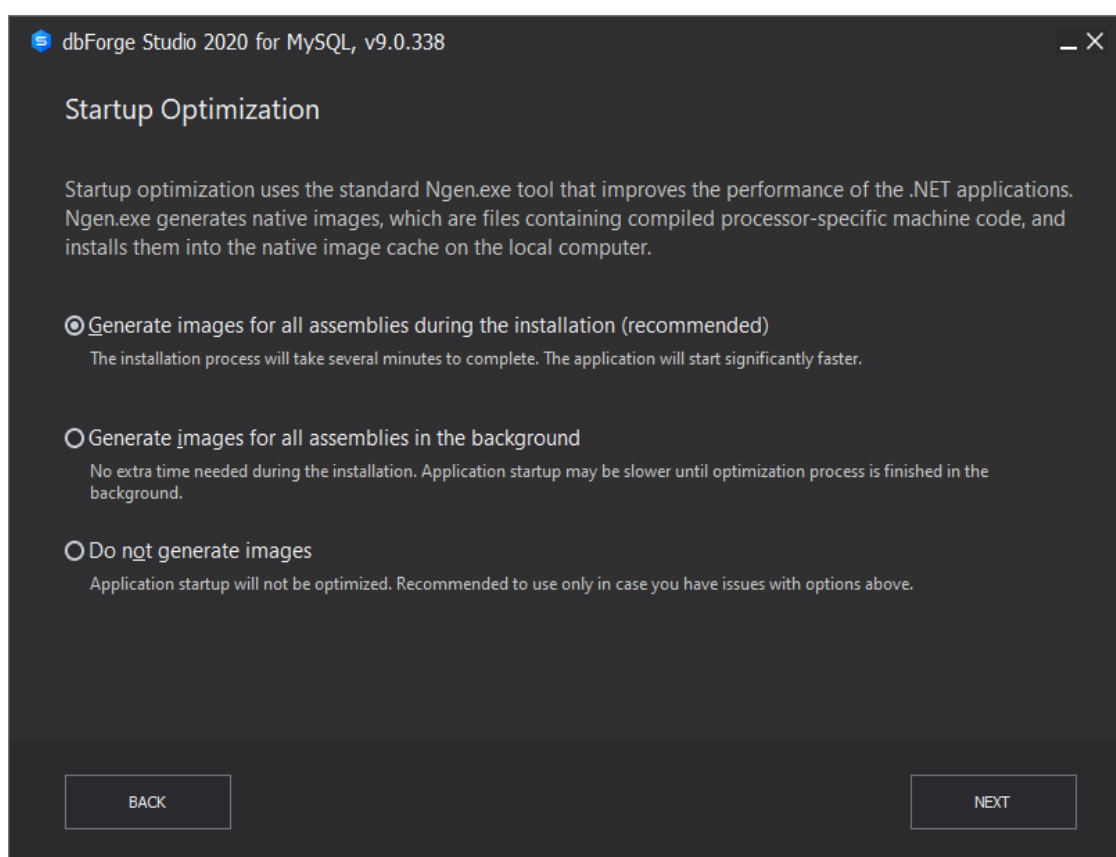 dbForge Studio 2020 for MySQL, v9.0.338
Startup Optimization
Startup optimization uses the standard Ngen.exe tool that improves the performance of the .NET applications.
Ngen.exe generates native images, which are files containing compiled processor-specific machine code, and
installs them into the native image cache on the local computer.
Generate images for all assemblies during the installation (recommended)
The installation process will take several minutes to complete. The application will start significantly faster.
Generate images for all assemblies in the background
No extra time needed during the installation. Application startup may be slower until optimization process is finished in the
background.
Do not generate images
Application startup will not be optimized. Recommended to use only in case you have issues with options above.
BACK
NEXT